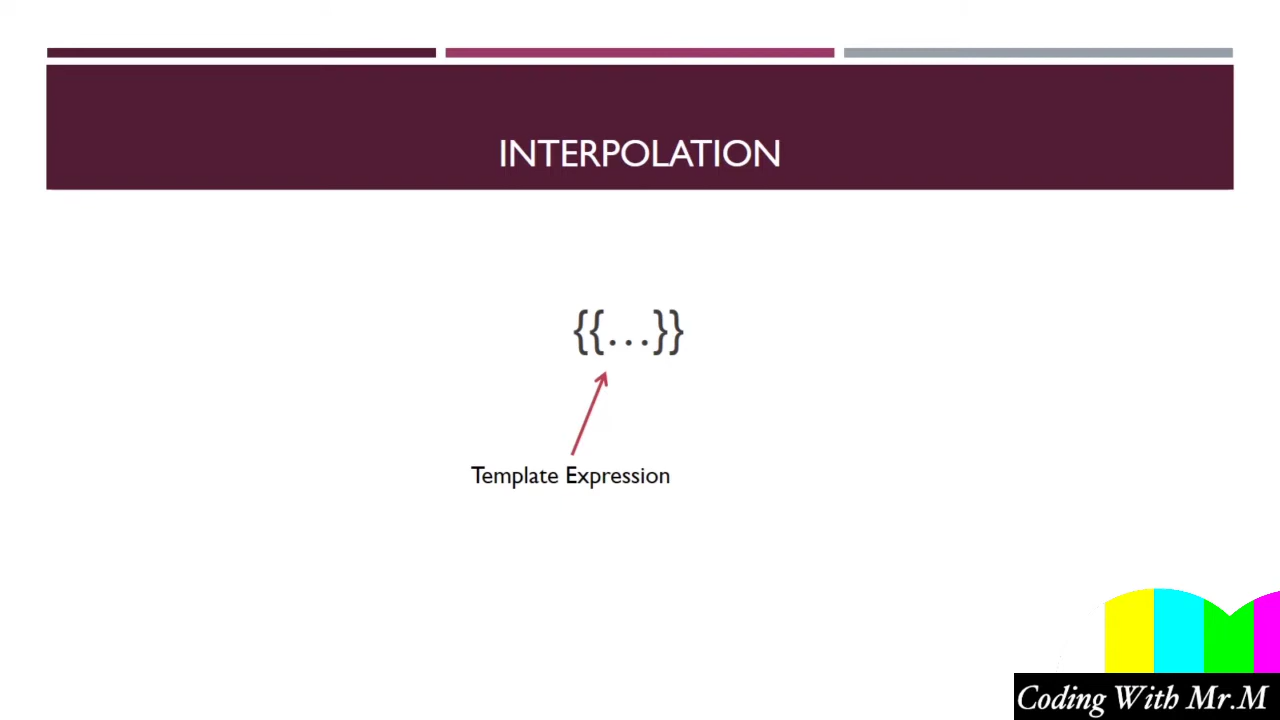 INTERPOLATION
{{...}}
Template Expression
Coding With Mr.M